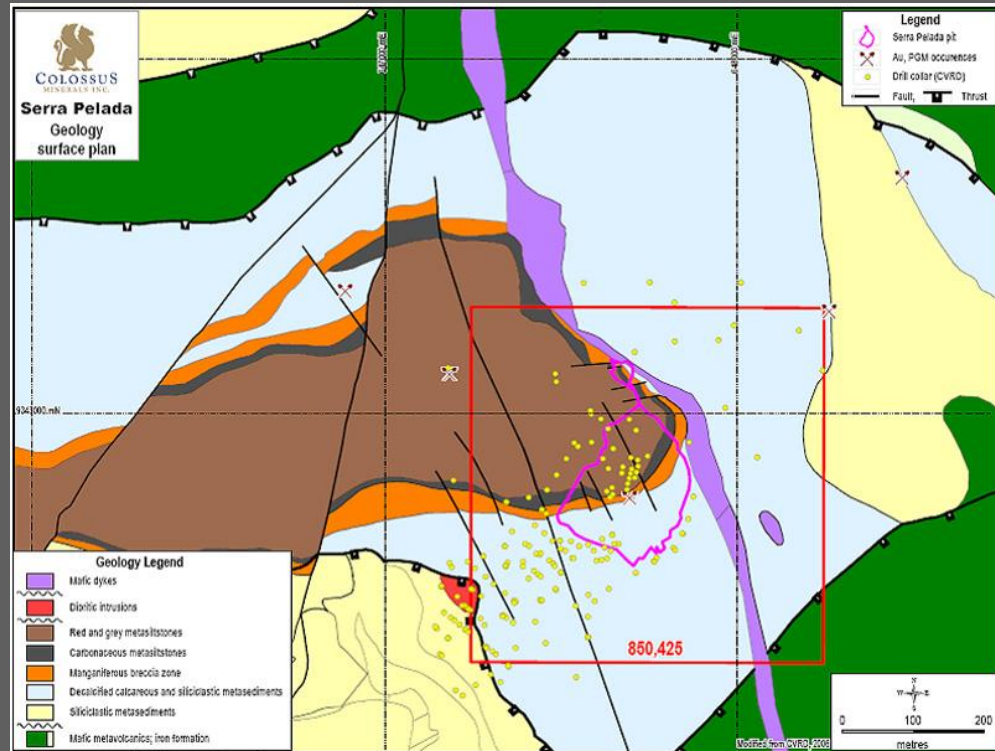 COLOSSUS
MINERALS INC.
Serra Pelada
Geology
surface plan
Legend
Serra Pelada pit
Au, PGM occurences
Drill collar (CVRD)
Fault, Thrust
850,425
Geology Legend
Mafic dykes
Dioritic intrusions
Red and grey metasiltstones
Carbonaceous metasiltstones
Manganiferous breccia zone
Decalcified calcareous and siliciclastic metasediments
Siliciclastic metasediments
Mafic metavolcanics; iron formation
N
W E
S
0 100 200
metres
Modified from CVRD, 2006